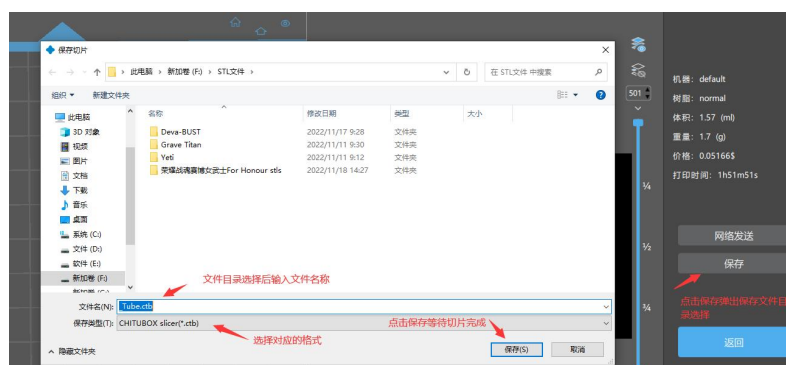 保存切片
此电脑 › 新加卷 (F:) › STL文件 ›
在 STL文件 中搜索
组织 新建文件夹
此电脑
3D 对象
视频
图片
文档
下载
音乐
桌面
系统 (C:)
文件 (D:)
软件 (E:)
新加卷 (F:)
名称 修改日期 类型 大小
Deva-BUST 2022/11/17 9:28 文件夹
Grave Titan 2022/11/11 9:30 文件夹
Yeti 2022/11/11 9:12 文件夹
荣耀战魂赛博女武士For Honour stls 2022/11/18 14:27 文件夹
文件目录选择后输入文件名称
文件名(N): Tube.ctb
保存类型(T): CHITUBOX slicer(*.ctb)
选择对应的格式
点击保存等待切片完成
隐藏文件夹
保存(S) 取消
501
1/4
1/2
3/4
机器: default
树脂: normal
体积: 1.57 (ml)
重量: 1.7 (g)
价格: 0.05166$
打印时间: 1h51m51s
网络发送
保存
点击保存弹出保存文件目
录选择
返回